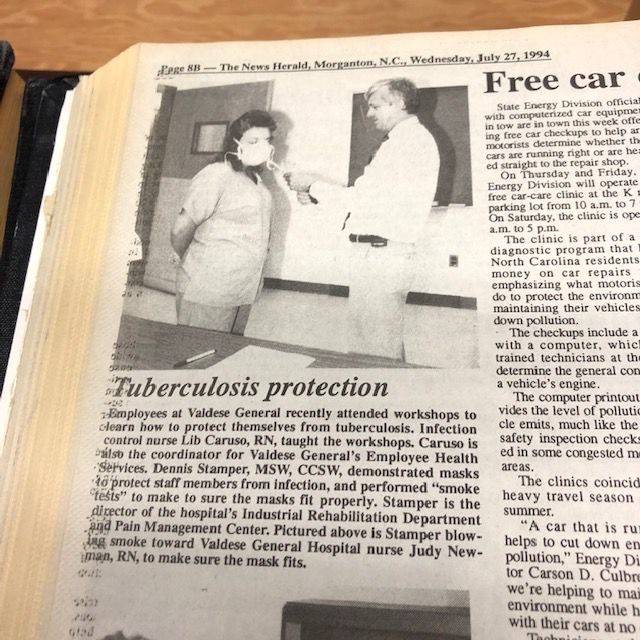 Page 8B — The News Herald, Morganton, N.C., Wednesday, July 27, 1994
Tuberculosis protection
Employees at Valdese General recently attended workshops to
learn how to protect themselves from tuberculosis. Infection
control nurse Lib Caruso, RN, taught the workshops. Caruso is
also the coordinator for Valdese General's Employee Health
Services. Dennis Stamper, MSW, CCSW, demonstrated masks
to protect staff members from infection, and performed "smoke
tests" to make to sure the masks fit properly. Stamper is the
director of the hospital's Industrial Rehabilitation Department
and Pain Management Center. Pictured above is Stamper blow-
ing smoke toward Valdese General Hospital nurse Judy New-
man, RN, to make sure the mask fits.
Free car
State Energy Division official
with computerized car equipme
in tow are in town this week offe
ing free car checkups to help ar
motorists determine whether the
cars are running right or are hea
ed straight to the repair shop.
On Thursday and Friday,
Energy Division will operate
free car-care clinic at the K
parking lot from 10 a.m. to 7
On Saturday, the clinic is ope
a.m. to 5 p.m.
The clinic is part of a
diagnostic program that
North Carolina residents
money on car repairs
emphasizing what motoris
do to protect the environm
maintaining their vehicles
down pollution.
The checkups include a
with a computer, which
trained technicians at the
determine the general con
a vehicle's engine.
The computer printout
vides the level of polluti
cle emits, much like the
safety inspection checks
ed in some congested me
areas.
The clinics coincid
heavy travel season
summer.
"A car that is ru
helps to cut down en
pollution," Energy Di
tor Carson D. Culbr
we're helping to mai
environment while h
with their cars at no